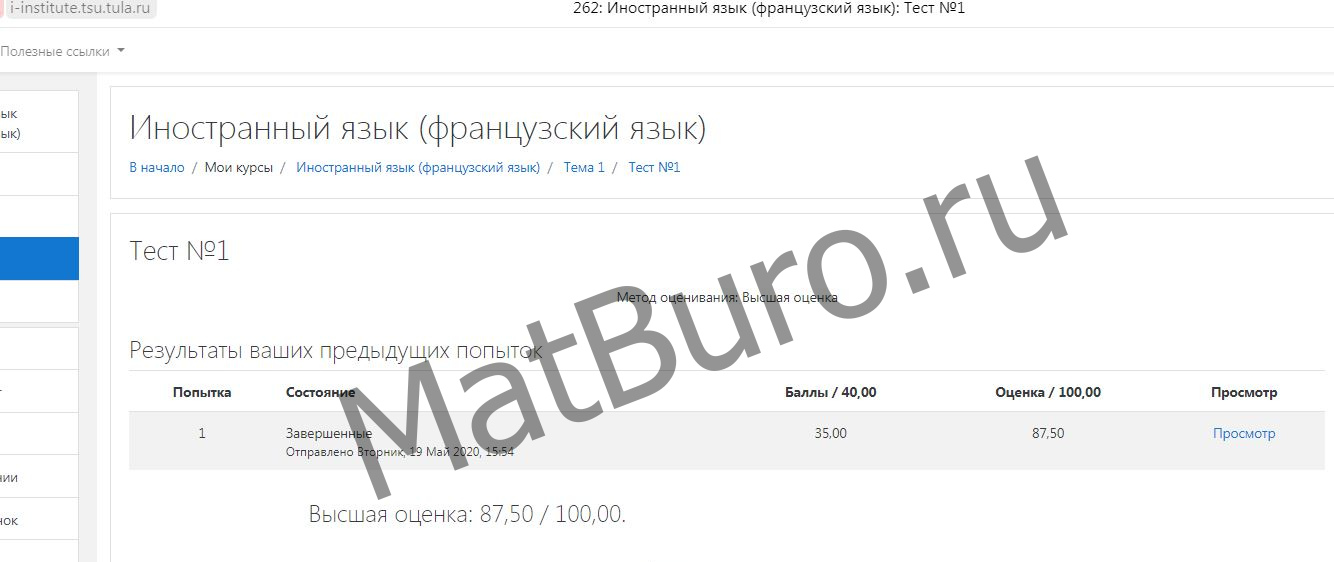 i-institute.tsu.tula.ru
262: Иностранный язык (французский язык): Тест №1
Полезные ссылки
ык
ык)
Иностранный язык (французский язык)
В начало / Мои курсы / Иностранный язык (французский язык) / Тема 1 / Тест №1
Тест №1
Метод оценивания: Высшая оценка
Результаты ваших предыдущих попыток
Попытка Состояние Баллы / 40,00 Оценка / 100,00 Просмотр
1 Завершенные 35,00 87,50 Просмотр
Отправлено Вторник, 19 Май 2020, 15:54
нии
Высшая оценка: 87,50 / 100,00.
нок
MatBuro.ru